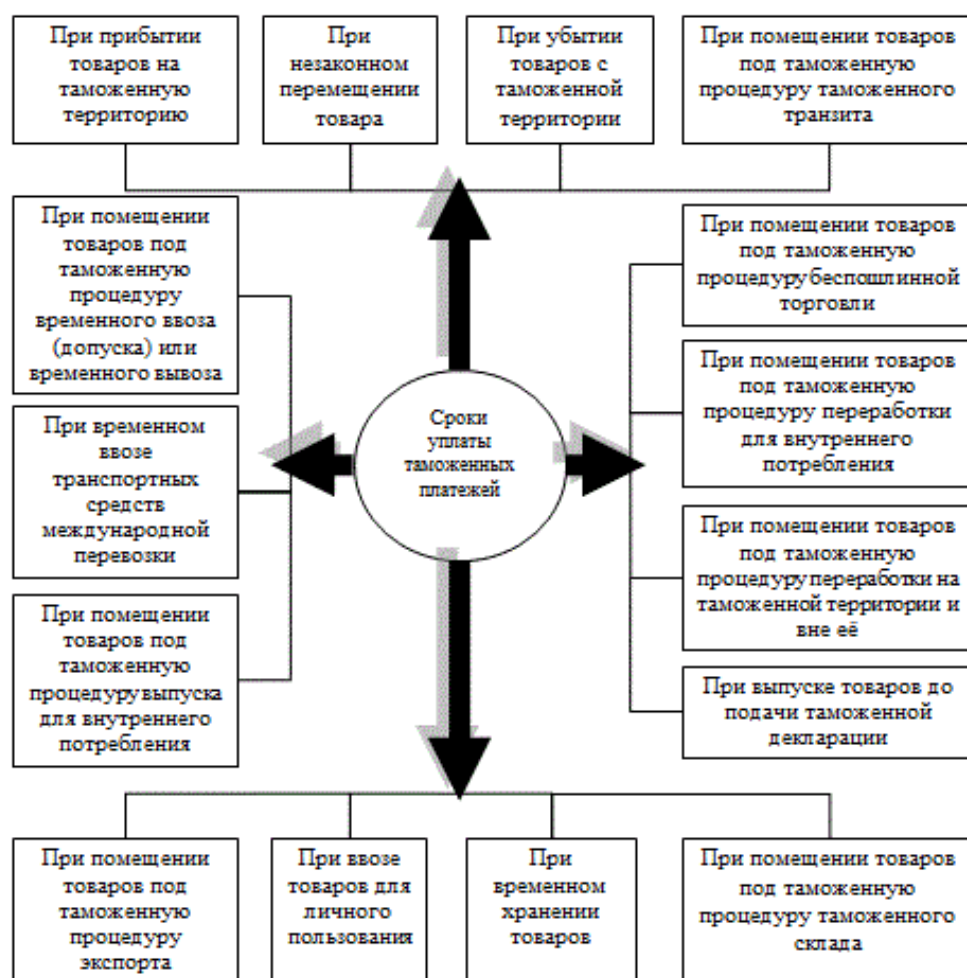 При прибытии
товаров на
таможенную
территорию
При
незаконном
перемещении
товара
При убытии
товаров с
таможенной
территории
При помещении товаров
под таможенную
процедуру таможенного
транзита
При помещении
товаров под
таможенную
процедуру
временного ввоза
(допуска) или
временного вывоза
При временном
ввозе
транспортных
средств
международной
перевозки
При помещении
товаров под
таможенную
процедуру выпуска
для внутреннего
потребления
Сроки
уплаты
таможенных
платежей
При помещении товаров
под таможенную
процедуру беспошлинной
торговли
При помещении товаров
под таможенную
процедуру переработки
для внутреннего
потребления
При помещении товаров
под таможенную
процедуру переработки на
таможенной территории и
вне её
При выпуске товаров до
подачи таможенной
декларации
При помещении
товаров под
таможенную
процедуру
экспорта
При ввозе
товаров для
личного
пользования
При
временном
хранении
товаров
При помещении товаров
под таможенную
процедуру таможенного
склада